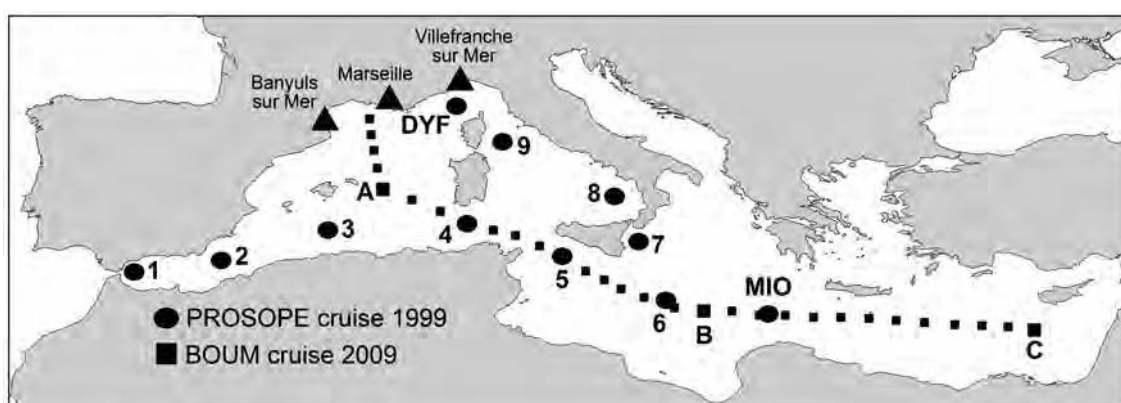 Villefranche
sur Mer
Marseille
Banyuls
sur Mer
DYF
9
A
8
3
4
7
2
1
5
MIO
6
B
C
PROSOPE cruise 1999
BOUM cruise 2009